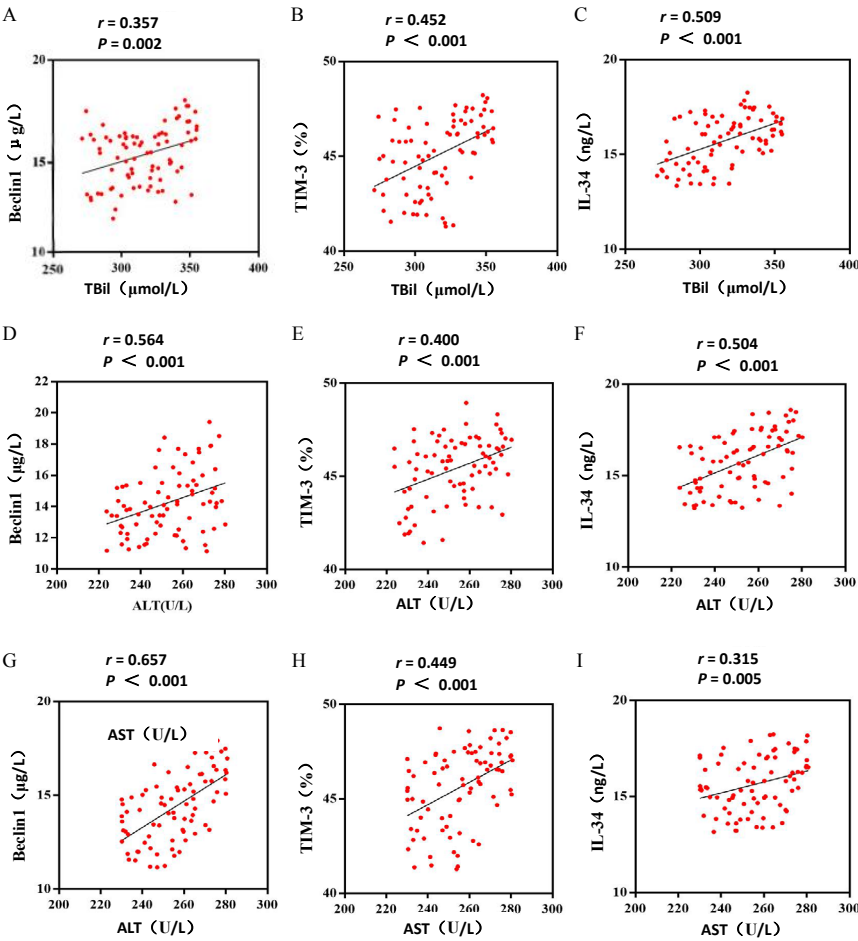 A
r = 0.357
P = 0.002
Beclin1（μg/L）
20
15
10
250
300
350
400
TBil（μmol/L）
B
r = 0.452
P ＜ 0.001
TIM-3（%）
50
45
40
250
300
350
400
TBil（μmol/L）
C
r = 0.509
P ＜ 0.001
IL-34（ng/L）
20
15
10
250
300
350
400
TBil（μmol/L）
D
r = 0.564
P ＜ 0.001
Beclin1（μg/L）
22
20
18
16
14
12
10
200
220
240
260
280
300
ALT(U/L)
E
r = 0.400
P ＜ 0.001
TIM-3（%）
50
45
40
200
220
240
260
280
300
ALT（U/L）
F
r = 0.504
P ＜ 0.001
IL-34（ng/L）
20
15
10
200
220
240
260
280
300
ALT（U/L）
G
r = 0.657
P ＜ 0.001
Beclin1（μg/L）
AST（U/L）
20
15
10
200
220
240
260
280
300
ALT（U/L）
H
r = 0.449
P ＜ 0.001
TIM-3（%）
50
45
40
200
220
240
260
280
300
AST（U/L）
I
r = 0.315
P = 0.005
IL-34（ng/L）
20
15
10
200
220
240
260
280
300
AST（U/L）